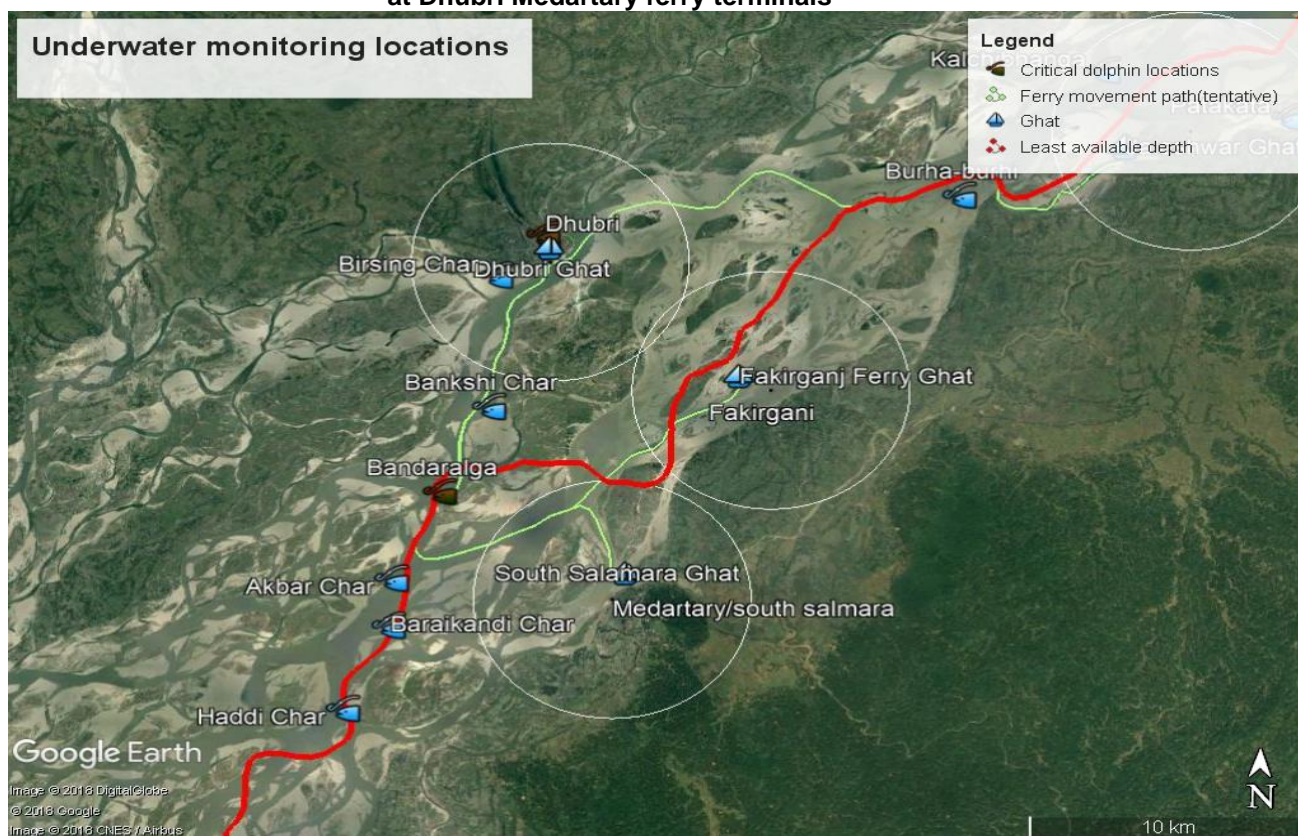 at Dhubri Medartary ferry terminals
Underwater monitoring locations
Legend
Critical dolphin locations
Ferry movement path(tentative)
Ghat
Least available depth
Burha-burhi
Dhubri
Birsing Char
Dhubri Ghat
Bankshi Char
Fakirganj Ferry Ghat
Fakirganj
Bandaralga
South Salamara Ghat
Akbar Char
Medartary/south salmara
Baraikandi Char
Haddi Char
Google Earth
Image © 2018 DigitalGlobe
© 2018 Google
Image © 2018 CNES / Airbus
N
10 km